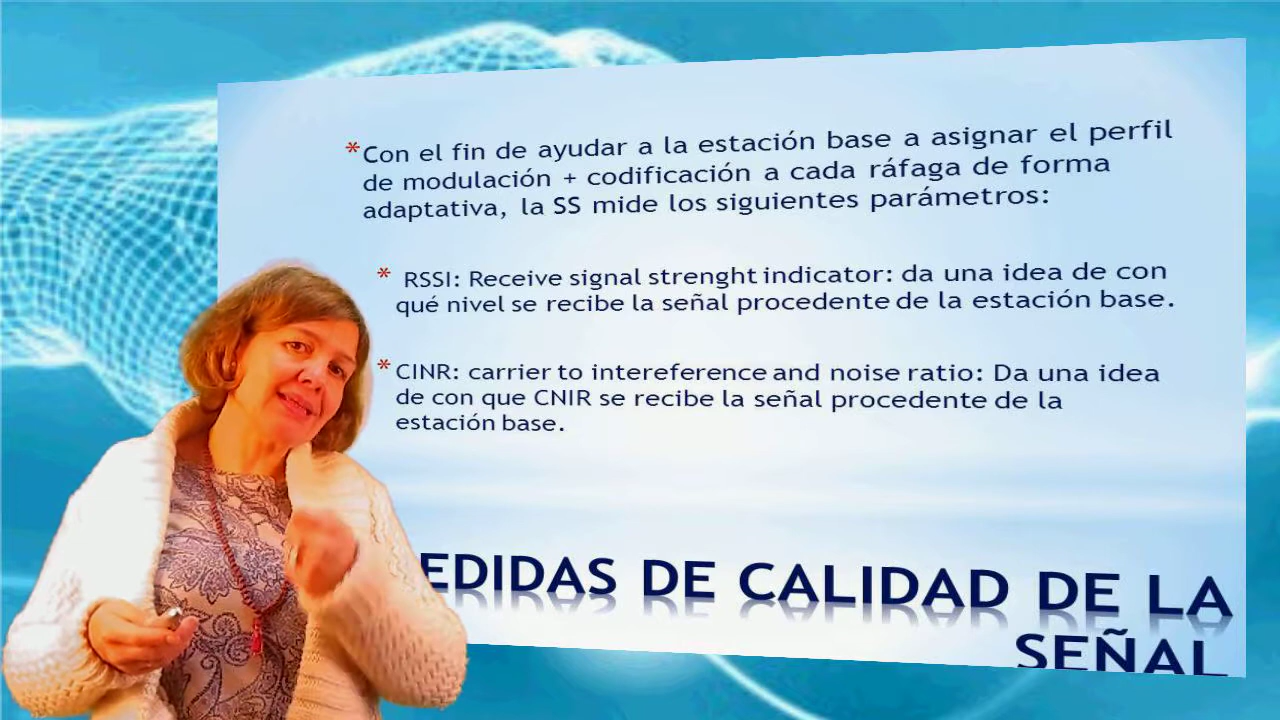 *Con el fin de ayudar a la estación base a asignar el perfil
de modulación + codificación a cada ráfaga de forma
adaptativa, la SS mide los siguientes parámetros:
* RSSI: Receive signal strenght indicator: da una idea de con
qué nivel se recibe la señal procedente de la estación base.
*CINR: carrier to intereference and noise ratio: Da una idea
de con que CNIR se recibe la señal procedente de la
estación base.
EDIDAS DE CALIDAD DE LA
SEÑAL